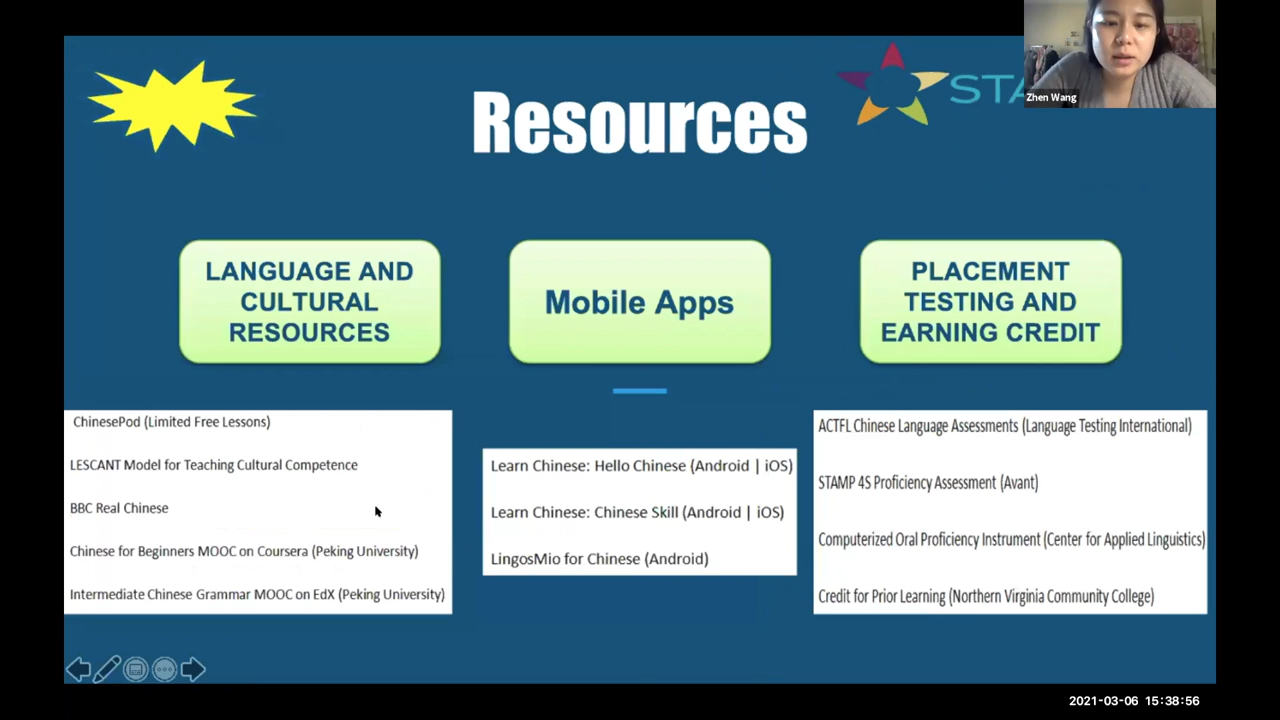 Resources
STA
Zhen Wang
LANGUAGE AND
CULTURAL
RESOURCES
Mobile Apps
PLACEMENT
TESTING AND
EARNING CREDIT
ChinesePod (Limited Free Lessons)
LESCANT Model for Teaching Cultural Competence
BBC Real Chinese
Chinese for Beginners MOOC on Coursera (Peking University)
Intermediate Chinese Grammar MOOC on EdX (Peking University)
Learn Chinese: Hello Chinese (Android | iOS)
Learn Chinese: Chinese Skill (Android | iOS)
LingosMio for Chinese (Android)
ACTFL Chinese Language Assessments (Language Testing International)
STAMP 4S Proficiency Assessment (Avant)
Computerized Oral Proficiency Instrument (Center for Applied Linguistics)
Credit for Prior Learning (Northern Virginia Community College)
2021-03-06 15:38:56